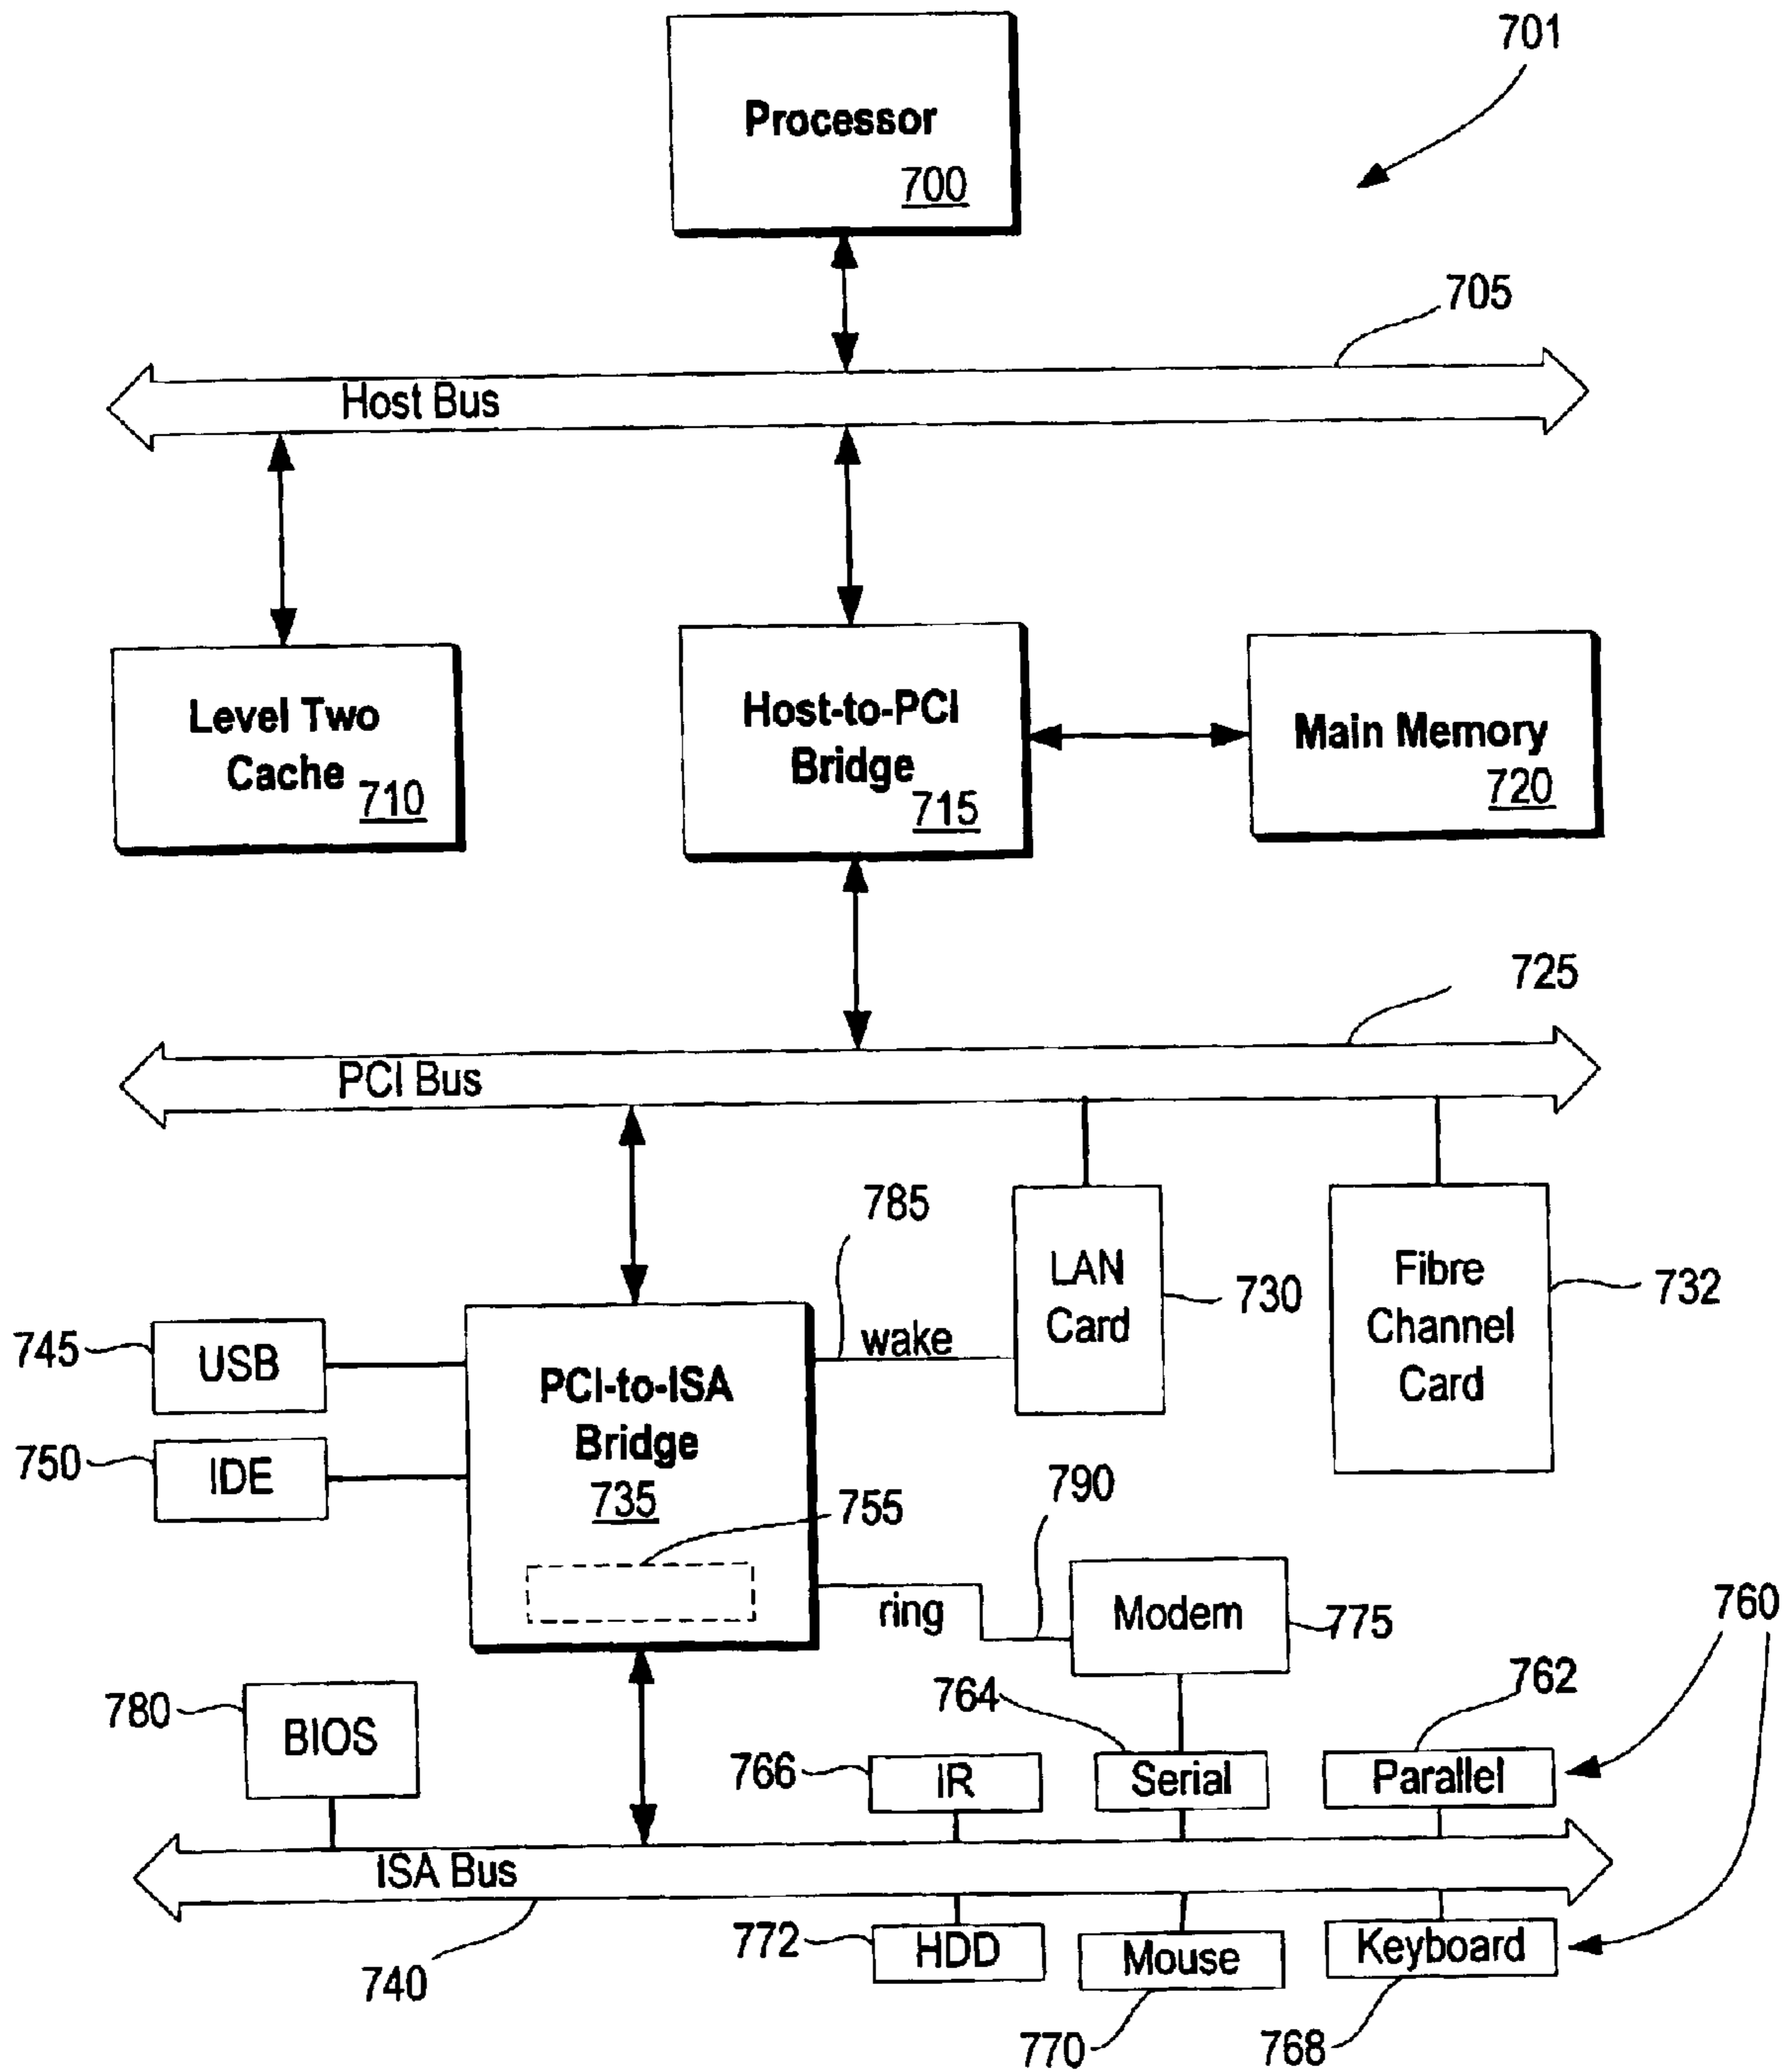 701
Processor
700
705
Host Bus
Level Two
Cache
710
Host-to-PCI
Bridge
715
Main Memory
720
725
PCI Bus
785
LAN
Card
730
Fibre
Channel
Card
732
745
USB
wake
PCI-to-ISA
Bridge
735
750
IDE
755
790
ring
Modem
775
760
780
BIOS
764
762
766
IR
Serial
Parallel
ISA Bus
740
772
HDD
Mouse
Keyboard
770
768